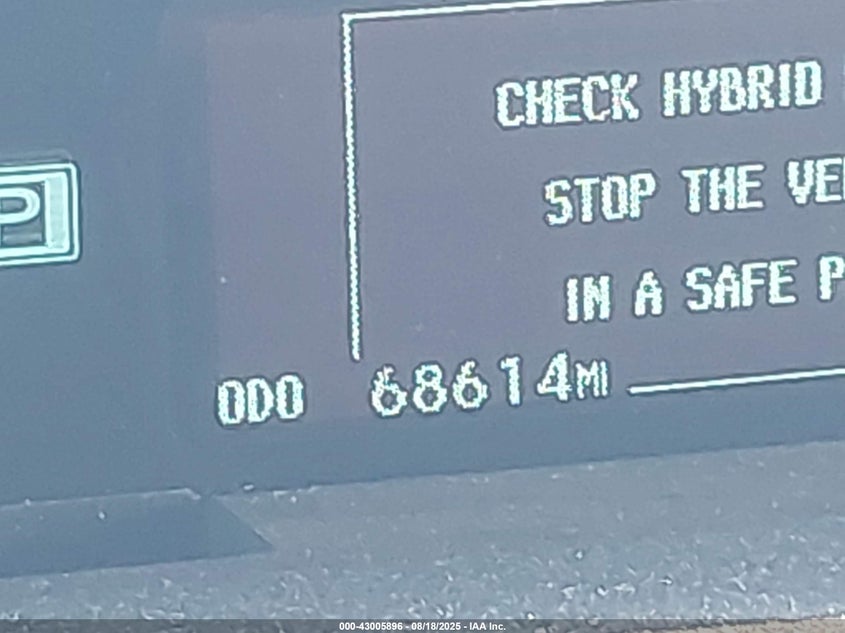 CHECK HYBRID
STOP THE
IN A SAFE
P
ODO 68614MI
000-43005896 - 08/18/2025 - IAA Inc.